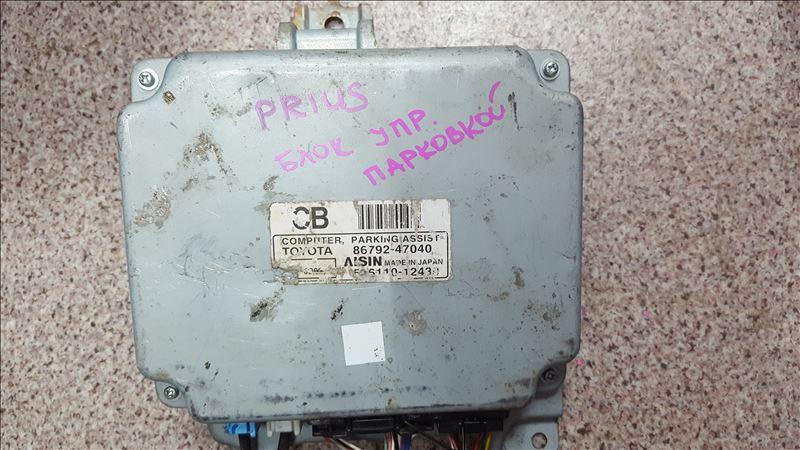 PRIUS
БЛОК УПР.
ПАРКОВКОЙ
CB
COMPUTER, PARKING ASSIST
TOYOTA 86792-47040
AISIN MADE IN JAPAN